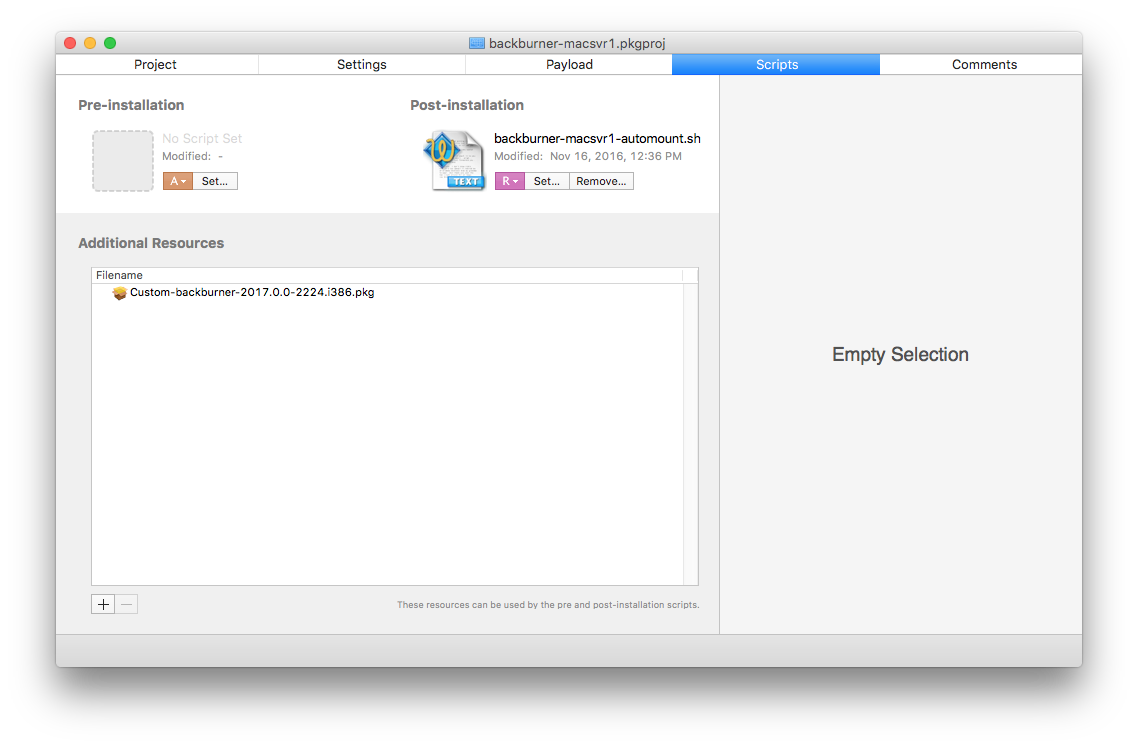 backburner-macsvr1.pkgproj
Project Settings Payload Scripts Comments
Pre-installation
No Script Set
Modified: -
A Set...
Post-installation
backburner-macsvr1-automount.sh
Modified: Nov 16, 2016, 12:36 PM
TEXT
R Set... Remove...
Additional Resources
Filename
Custom-backburner-2017.0.0-2224.i386.pkg
These resources can be used by the pre and post-installation scripts.
Empty Selection